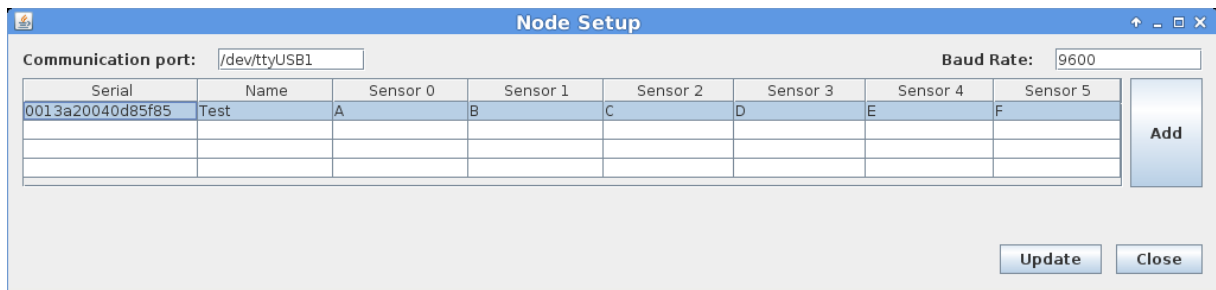 Node Setup
Communication port: /dev/ttyUSB1 Baud Rate: 9600
Serial Name Sensor 0 Sensor 1 Sensor 2 Sensor 3 Sensor 4 Sensor 5
0013a20040d85f85 Test A B C D E F
Add
Update Close